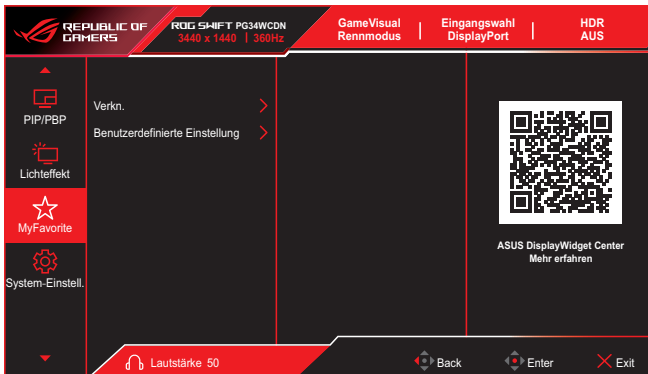 REPUBLIC OF
GAMERS
ROG SWIFT PG34WCDN
3440 x 1440 | 360Hz
GameVisual
Rennmodus
Eingangswahl
DisplayPort
HDR
AUS
PIP/PBP
Lichteffekt
MyFavorite
System-Einstell.
Verkn.
Benutzerdefinierte Einstellung
ASUS DisplayWidget Center
Mehr erfahren
Lautstärke 50
Back
Enter
Exit